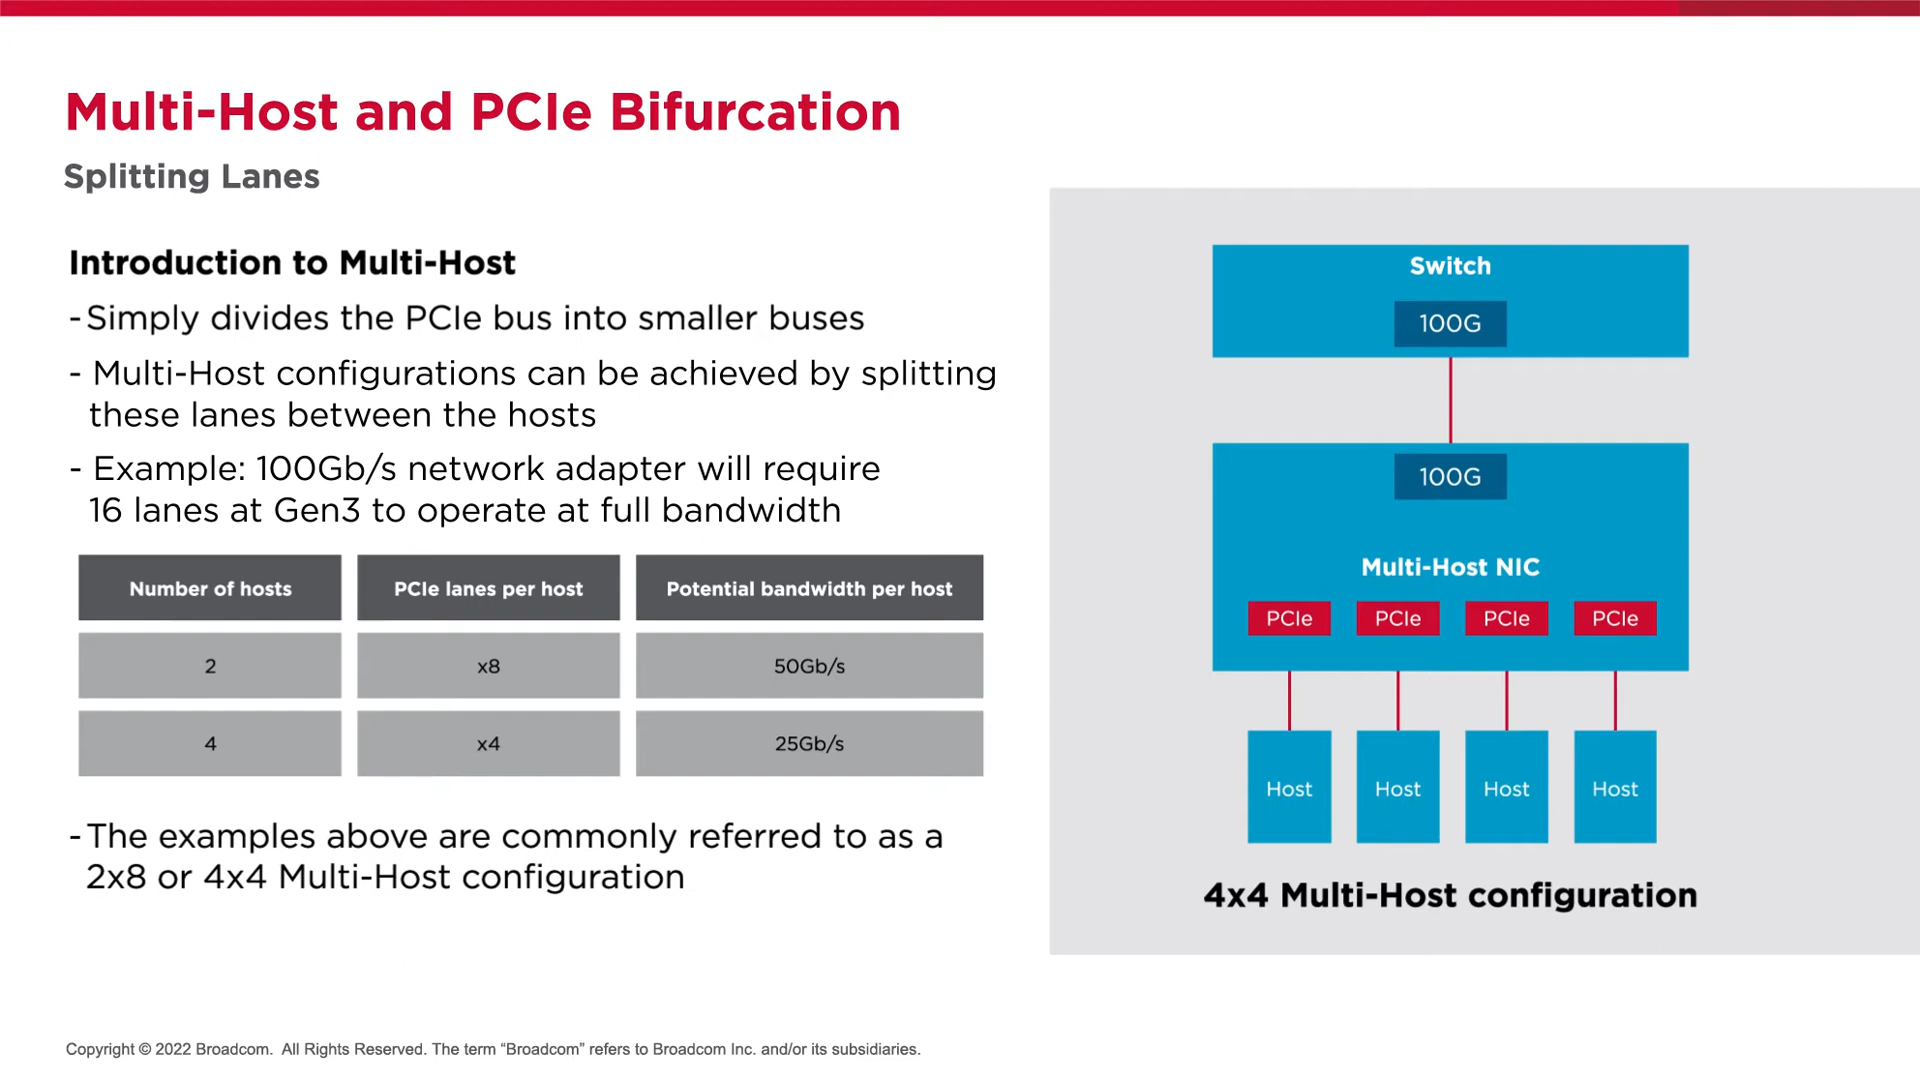 Multi-Host and PCIe Bifurcation
Splitting Lanes
Introduction to Multi-Host
- Simply divides the PCIe bus into smaller buses
- Multi-Host configurations can be achieved by splitting
these lanes between the hosts
- Example: 100Gb/s network adapter will require
16 lanes at Gen3 to operate at full bandwidth
Number of hosts PCIe lanes per host Potential bandwidth per host
2 x8 50Gb/s
4 x4 25Gb/s
- The examples above are commonly referred to as a
2x8 or 4x4 Multi-Host configuration
Switch
100G
100G
Multi-Host NIC
PCIe PCIe PCIe PCIe
Host Host Host Host
4x4 Multi-Host configuration
Copyright © 2022 Broadcom. All Rights Reserved. The term “Broadcom” refers to Broadcom Inc. and/or its subsidiaries.